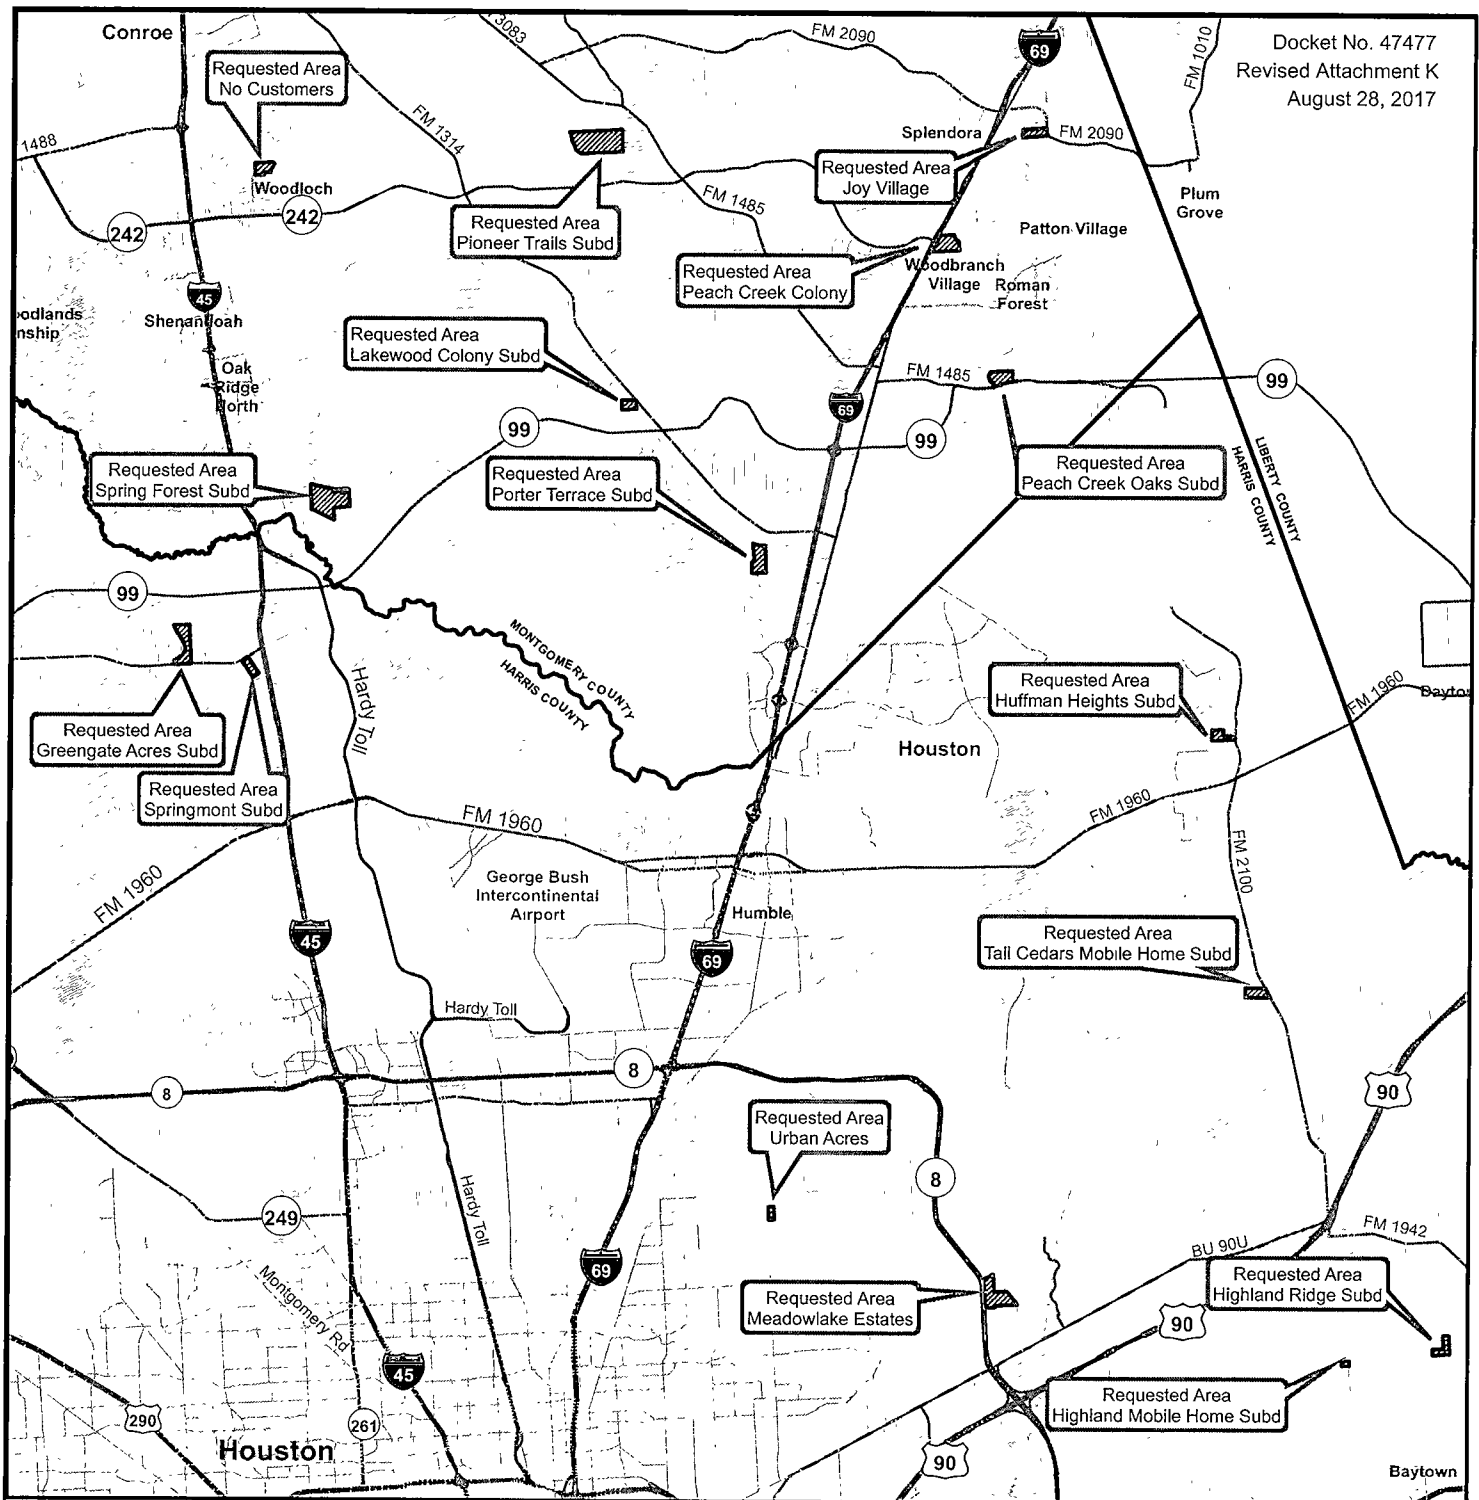 Conroe
3083
FM 2090
69
FM 1010
Docket No. 47477
Revised Attachment K
August 28, 2017
Requested Area
No Customers
FM 1314
1488
Splendora
FM 2090
Requested Area
Joy Village
Woodloch
242
242
FM 1485
Plum
Grove
Requested Area
Pioneer Trails Subd
Patton Village
Requested Area
Peach Creek Colony
Woodbranch
Village
Roman
Forest
45
Shenandoah
odlands
nship
Requested Area
Lakewood Colony Subd
Oak
Ridge
North
FM 1485
99
69
99
99
Requested Area
Spring Forest Subd
Requested Area
Porter Terrace Subd
Requested Area
Peach Creek Oaks Subd
LIBERTY COUNTY
HARRIS COUNTY
99
MONTGOMERY COUNTY
HARRIS COUNTY
Hardy Toll
Requested Area
Huffman Heights Subd
FM 1960
Dayton
Requested Area
Greengate Acres Subd
Houston
Requested Area
Springmont Subd
FM 1960
FM 1960
FM 2100
FM 1960
George Bush
Intercontinental
Airport
Humble
45
69
Requested Area
Tall Cedars Mobile Home Subd
Hardy Toll
8
8
90
Requested Area
Urban Acres
8
249
Hardy Toll
69
FM 1942
BU 90U
Montgomery Rd
Requested Area
Highland Ridge Subd
Requested Area
Meadowlake Estates
90
45
Requested Area
Highland Mobile Home Subd
290
261
Houston
90
Baytown